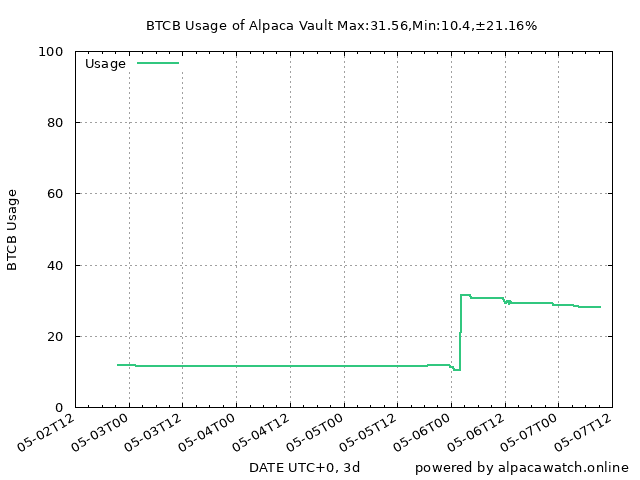 BTCB Usage of Alpaca Vault Max:31.56,Min:10.4,±21.16%
Usage
BTCB Usage
100
80
60
40
20
0
05-02T12
05-03T00
05-03T12
05-04T00
05-04T12
05-05T00
05-05T12
05-06T00
05-06T12
05-07T00
05-07T12
DATE UTC+0, 3d
powered by alpacawatch.online